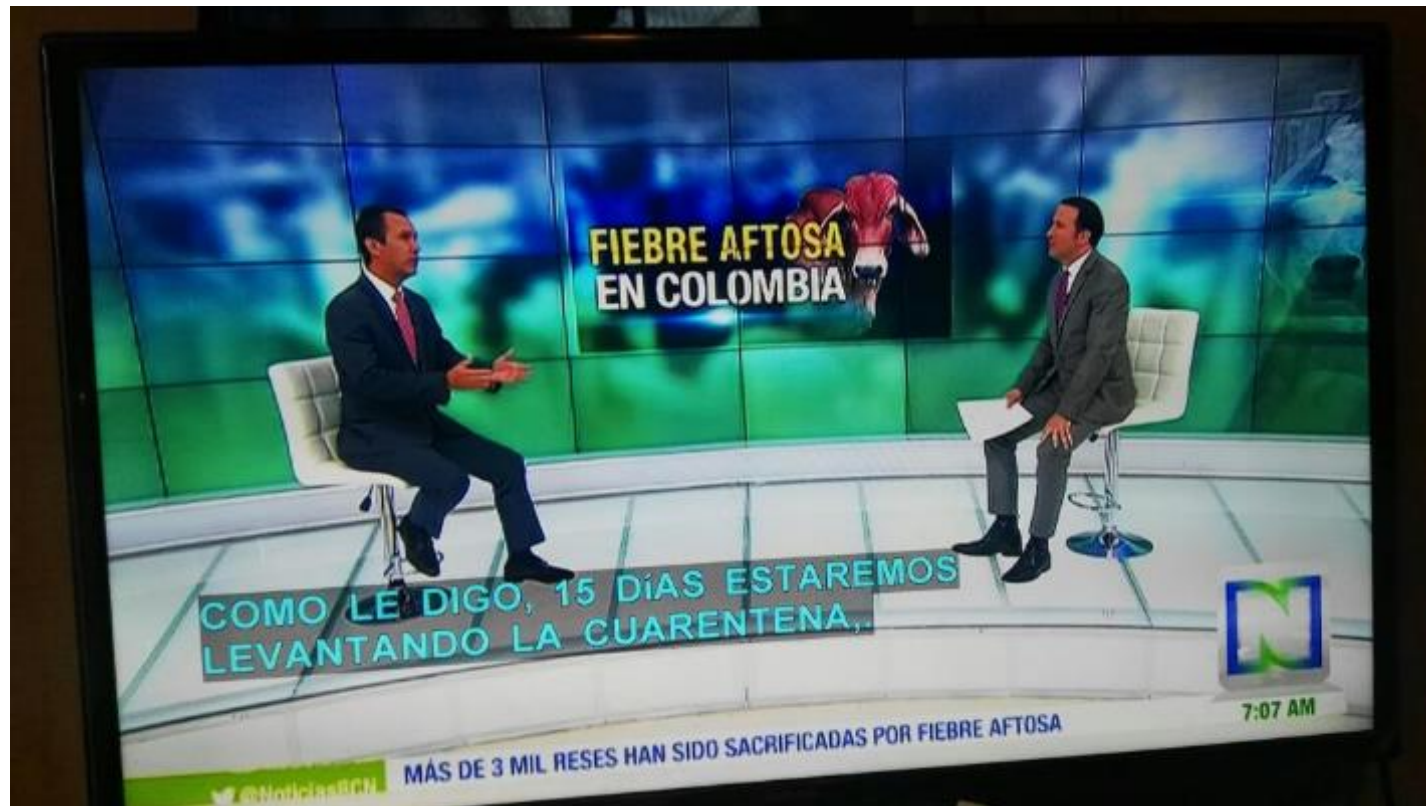 FIEBRE AFTOSA
EN COLOMBIA
COMO LE DIGO, 15 DíAS ESTAREMOS
LEVANTANDO LA CUARENTENA,.
N
7:07 AM
MÁS DE 3 MIL RESES HAN SIDO SACRIFICADAS POR FIEBRE AFTOSA
@NoticiasRCN